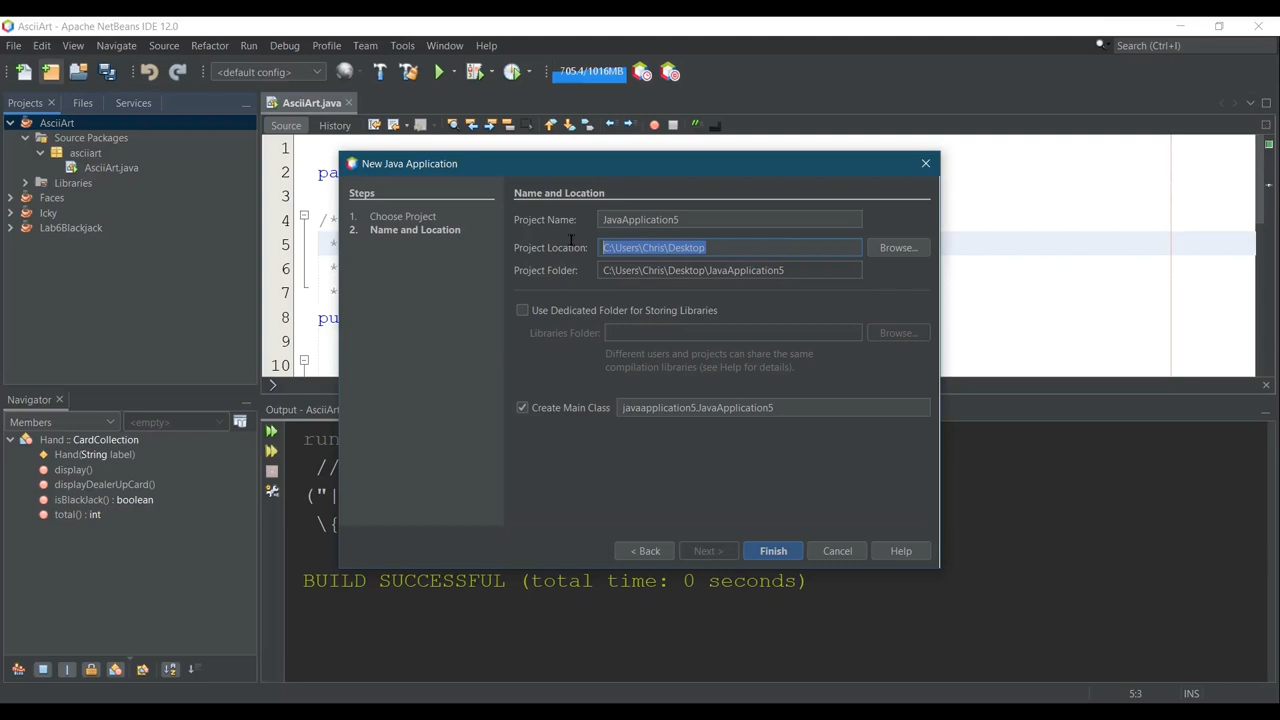 AsciiArt - Apache NetBeans IDE 12.0
File Edit View Navigate Source Refactor Run Debug Profile Team Tools Window Help Search (Ctrl+I)
<default config> 705.4/1016MB
Projects Files Services AsciiArt.java
AsciiArt
Source Packages
asciiart
AsciiArt.java
Libraries
Faces
Icky
Lab6Blackjack
Source History
1
2 pa
3
4 /*
5 *
6 *
7 *
8 pu
9
10
New Java Application
Steps
1. Choose Project
2. Name and Location
Name and Location
Project Name: JavaApplication5
Project Location: C:\Users\Chris\Desktop Browse...
Project Folder: C:\Users\Chris\Desktop\JavaApplication5
Use Dedicated Folder for Storing Libraries
Libraries Folder: Browse...
Different users and projects can share the same
compilation libraries (see Help for details).
Create Main Class javaapplication5.JavaApplication5
< Back Next > Finish Cancel Help
Navigator
Members <empty>
Hand :: CardCollection
Hand(String label)
display()
displayDealerUpCard()
isBlackJack() : boolean
total() : int
Output - AsciiArt
run
//
("|
\{
BUILD SUCCESSFUL (total time: 0 seconds)
5:3 INS